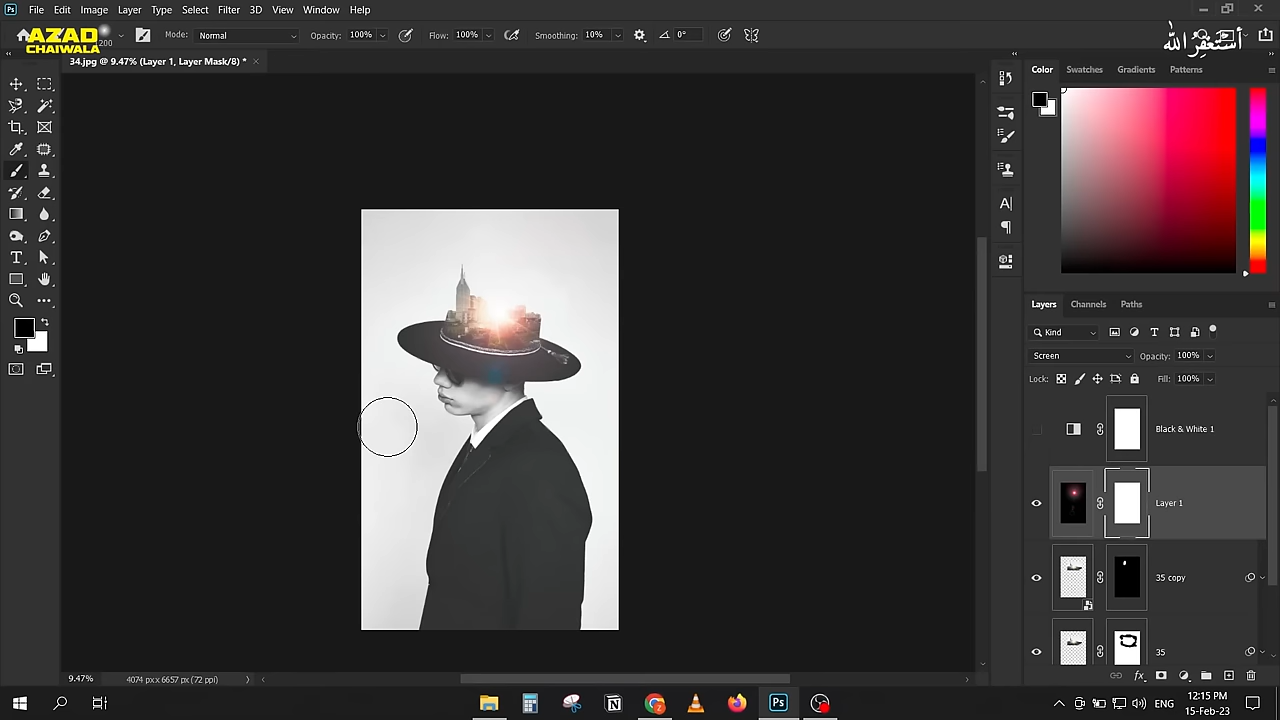 File Edit Image Layer Type Select Filter 3D View Window Help
AZAD
CHAIWALA
200 Mode: Normal Opacity: 100% Flow: 100% Smoothing: 10% 0°
أستغفر الله
34.jpg @ 9.47% (Layer 1, Layer Mask/8) *
Color Swatches Gradients Patterns
Layers Channels Paths
Kind
Screen Opacity: 100%
Lock: Fill: 100%
Black & White 1
Layer 1
35 copy
35
9.47% 4074 px x 6657 px (72 ppi)
ENG 12:15 PM
15-Feb-23